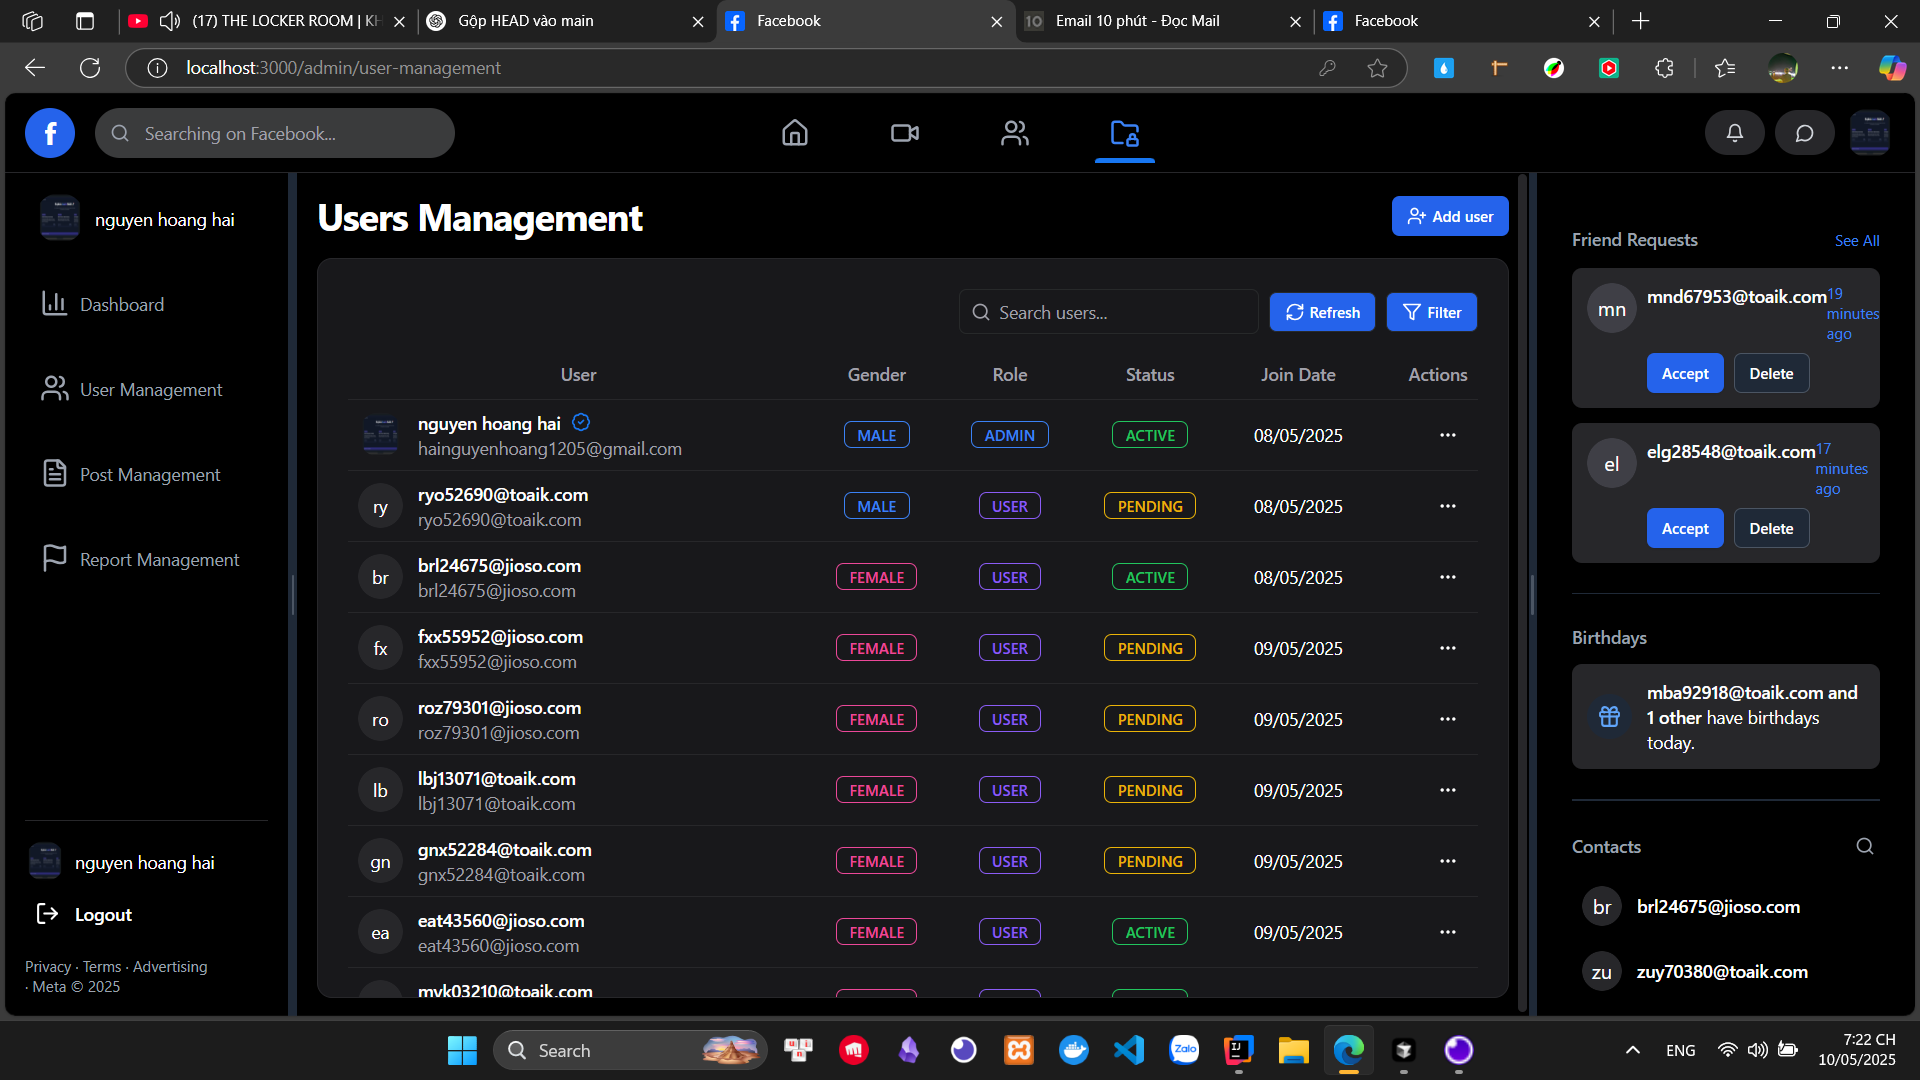 (17) THE LOCKER ROOM | KH
Gộp HEAD vào main
Facebook
10
Email 10 phút - Đọc Mail
Facebook
localhost:3000/admin/user-management
f
Searching on Facebook...
nguyen hoang hai
Dashboard
User Management
Post Management
Report Management
nguyen hoang hai
Logout
Privacy · Terms · Advertising
· Meta © 2025
Users Management
Add user
Search users...
Refresh
Filter
User Gender Role Status Join Date Actions
nguyen hoang hai
hainguyenhoang1205@gmail.com
MALE ADMIN ACTIVE 08/05/2025
ry
ryo52690@toaik.com
ryo52690@toaik.com
MALE USER PENDING 08/05/2025
br
brl24675@jioso.com
brl24675@jioso.com
FEMALE USER ACTIVE 08/05/2025
fx
fxx55952@jioso.com
fxx55952@jioso.com
FEMALE USER PENDING 09/05/2025
ro
roz79301@jioso.com
roz79301@jioso.com
FEMALE USER PENDING 09/05/2025
lb
lbj13071@toaik.com
lbj13071@toaik.com
FEMALE USER PENDING 09/05/2025
gn
gnx52284@toaik.com
gnx52284@toaik.com
FEMALE USER PENDING 09/05/2025
ea
eat43560@jioso.com
eat43560@jioso.com
FEMALE USER ACTIVE 09/05/2025
mvk03210@toaik.com
Friend Requests
See All
mn
mnd67953@toaik.com
19
minutes
ago
Accept
Delete
el
elg28548@toaik.com
17
minutes
ago
Accept
Delete
Birthdays
mba92918@toaik.com and
1 other have birthdays
today.
Contacts
br
brl24675@jioso.com
zu
zuy70380@toaik.com
Search
Zalo
ENG
7:22 CH
10/05/2025